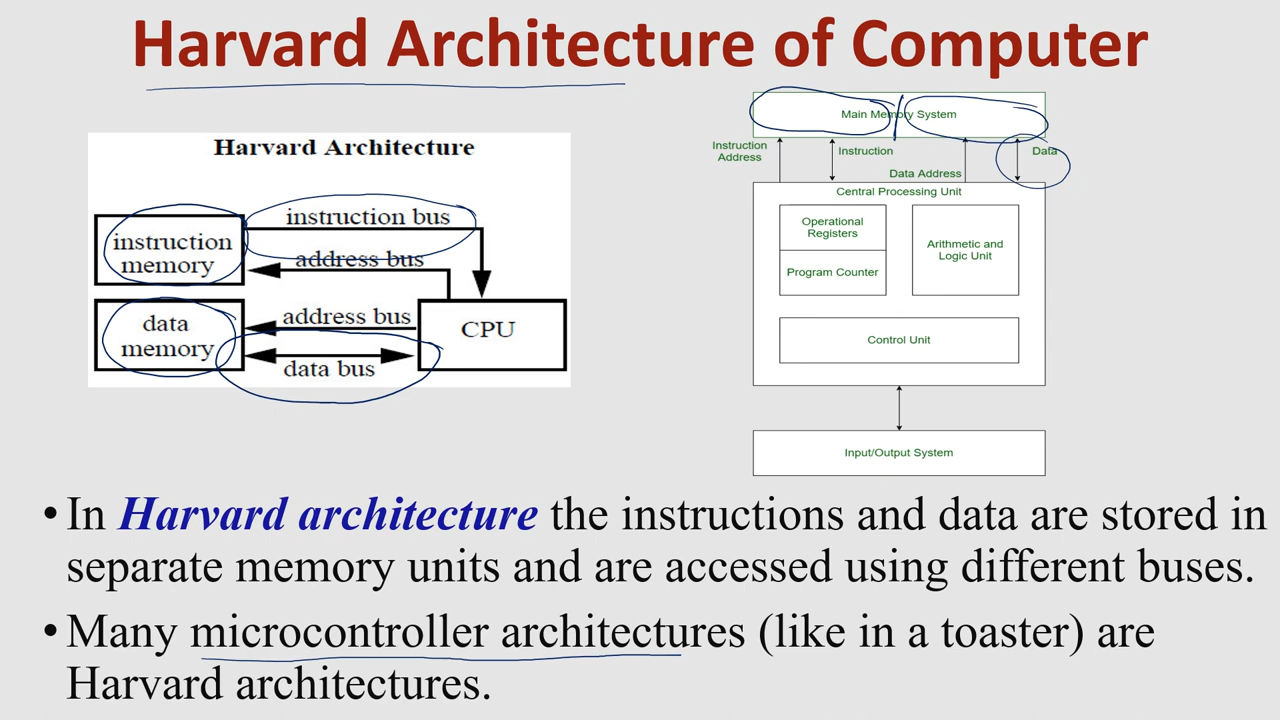 Harvard Architecture of Computer
Harvard Architecture
instruction bus
instruction
memory
address bus
address bus
data
memory
CPU
data bus
Main Memory System
Instruction
Address
Instruction
Data Address
Data
Central Processing Unit
Operational
Registers
Program Counter
Arithmetic and
Logic Unit
Control Unit
Input/Output System
• In Harvard architecture the instructions and data are stored in
separate memory units and are accessed using different buses.
• Many microcontroller architectures (like in a toaster) are
Harvard architectures.